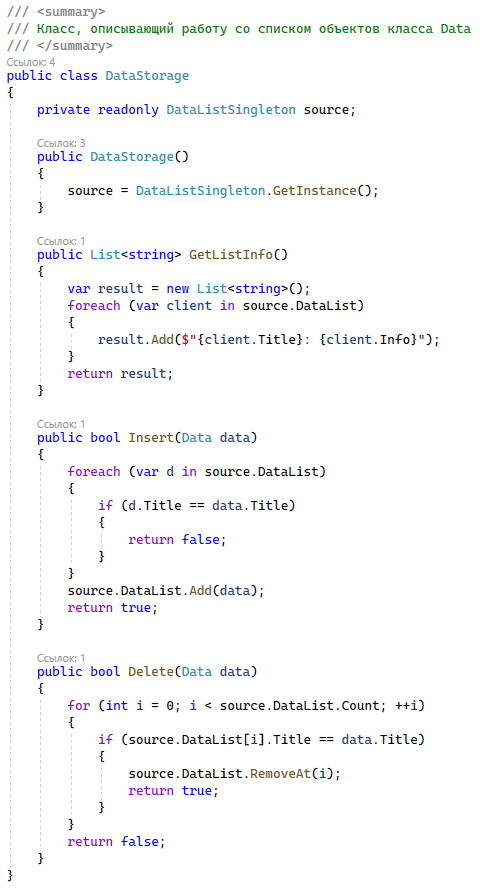 /// <summary>
/// Класс, описывающий работу со списком объектов класса Data
/// </summary>
Ссылок: 4
public class DataStorage
{
    private readonly DataListSingleton source;

    Ссылок: 3
    public DataStorage()
    {
        source = DataListSingleton.GetInstance();
    }

    Ссылок: 1
    public List<string> GetListInfo()
    {
        var result = new List<string>();
        foreach (var client in source.DataList)
        {
            result.Add($"{client.Title}: {client.Info}");
        }
        return result;
    }

    Ссылок: 1
    public bool Insert(Data data)
    {
        foreach (var d in source.DataList)
        {
            if (d.Title == data.Title)
            {
                return false;
            }
        }
        source.DataList.Add(data);
        return true;
    }

    Ссылок: 1
    public bool Delete(Data data)
    {
        for (int i = 0; i < source.DataList.Count; ++i)
        {
            if (source.DataList[i].Title == data.Title)
            {
                source.DataList.RemoveAt(i);
                return true;
            }
        }
        return false;
    }
}